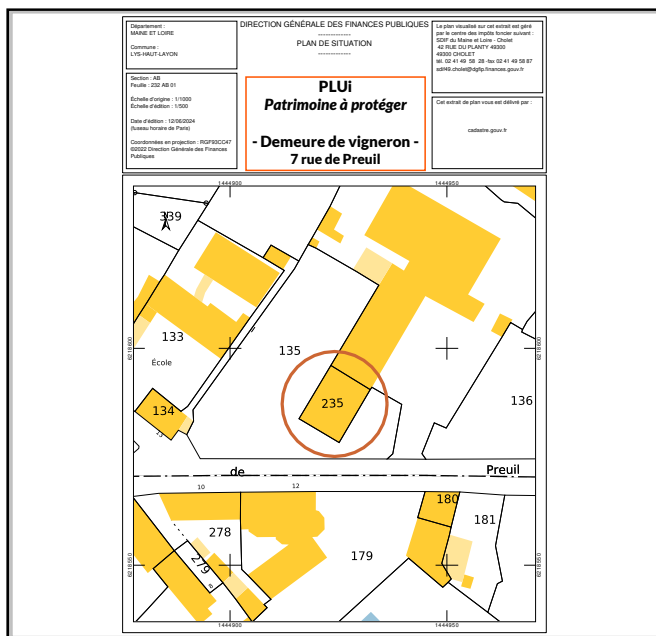 Département :
MAINE ET LOIRE
Commune :
LYS-HAUT-LAYON
Section : AB
Feuille : 232 AB 01
Échelle d'origine : 1/1000
Échelle d'édition : 1/500
Date d'édition : 12/06/2024
(fuseau horaire de Paris)
Coordonnées en projection : RGF93CC47
©2022 Direction Générale des Finances
Publiques
DIRECTION GÉNÉRALE DES FINANCES PUBLIQUES
-------------
PLAN DE SITUATION
-------------
PLUi
Patrimoine à protéger
- Demeure de vigneron -
7 rue de Preuil
Le plan visualisé sur cet extrait est géré
par le centre des impôts foncier suivant :
SDIF du Maine et Loire - Cholet
42 RUE DU PLANTY 49300
49300 CHOLET
tél. 02 41 49 58 28 -fax 02 41 49 58 87
sdif49.cholet@dgfip.finances.gouv.fr
Cet extrait de plan vous est délivré par :
cadastre.gouv.fr
1444900
1444950
339
6218600
6218600
133
135
École
136
134
235
13
de
Preuil
10
12
180
181
278
179
279
8
6218550
6218550
1444900
1444950